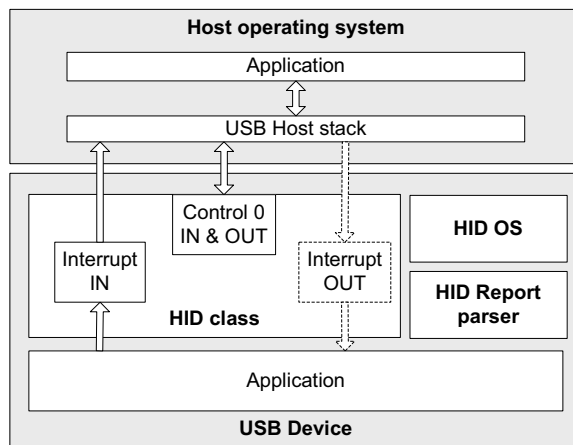 Host operating system
Application
USB Host stack
Control 0
IN & OUT
HID OS
Interrupt
IN
Interrupt
OUT
HID Report
parser
HID class
Application
USB Device